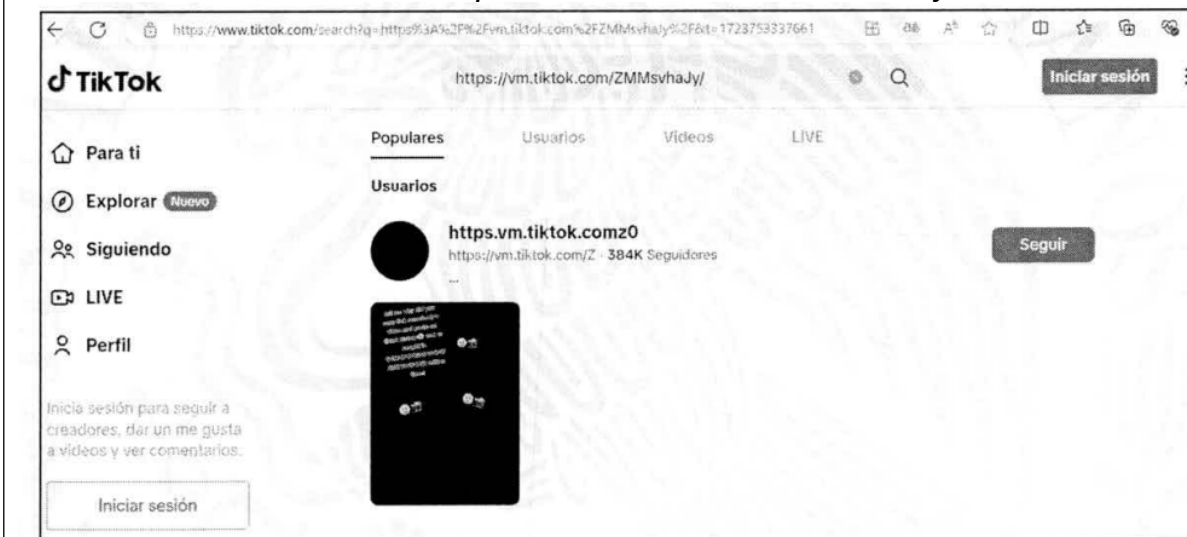 https://www.tiktok.com/search?q=https%3A%2F%2Fvm.tiktok.com%2FZMMsvhaJy%2F&t=1723753337661
TikTok
https://vm.tiktok.com/ZMMsvhaJy/
Iniciar sesión
Populares Usuarios Videos LIVE
Para ti
Usuarios
Explorar Nuevo
https.vm.tiktok.comz0
Siguiendo
https://vm.tiktok.com/Z · 384K Seguidores
Seguir
...
LIVE
Perfil
Inicia sesión para seguir a
creadores, dar un me gusta
a videos y ver comentarios.
Iniciar sesión